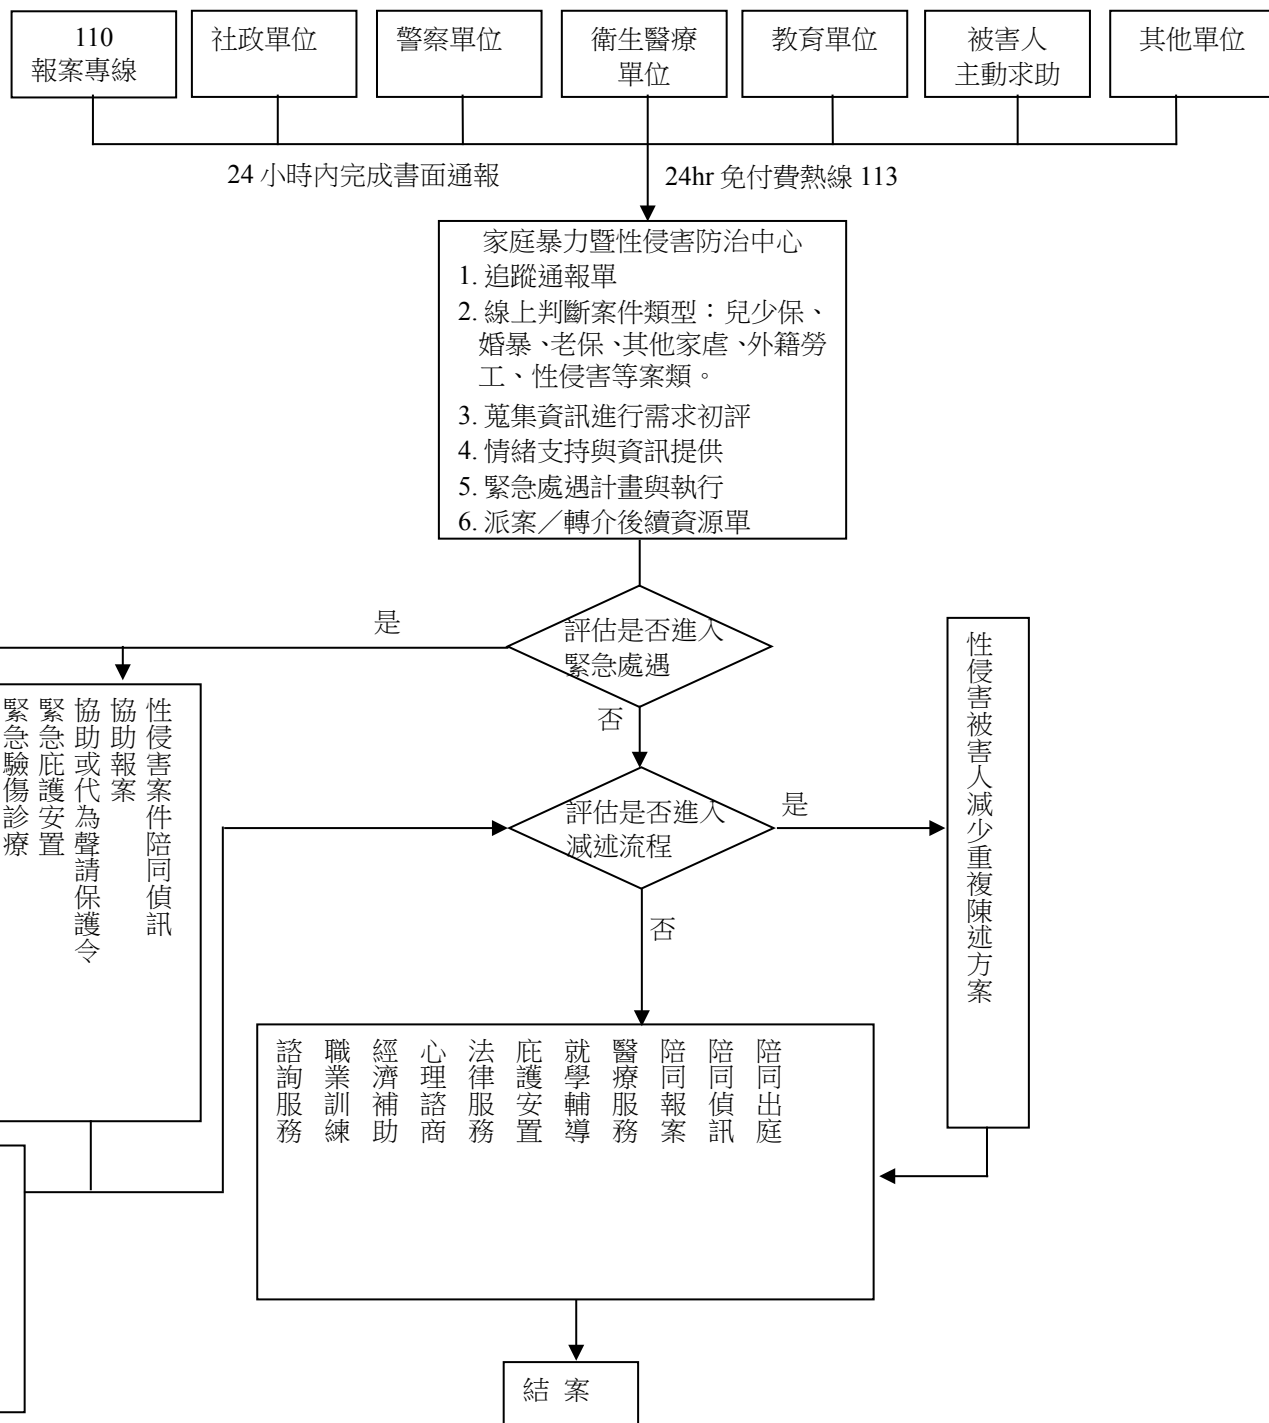 110
報案專線
社政單位
警察單位
衛生醫療
單位
教育單位
被害人
主動求助
其他單位
24 小時內完成書面通報
24hr 免付費熱線 113
家庭暴力暨性侵害防治中心
1. 追蹤通報單
2. 線上判斷案件類型：兒少保、
婚暴、老保、其他家虐、外籍勞
工、性侵害等案類。
3. 蒐集資訊進行需求初評
4. 情緒支持與資訊提供
5. 緊急處遇計畫與執行
6. 派案／轉介後續資源單
是
評估是否進入
緊急處遇
否
性侵害案件陪同偵訊
協助報案
協助或代為聲請保護令
緊急庇護安置
緊急驗傷診療
評估是否進入
減述流程
是
否
性侵害被害人減少重複陳述方案
諮詢服務
職業訓練
經濟補助
心理諮商
法律服務
庇護安置
就學輔導
醫療服務
陪同報案
陪同偵訊
陪同出庭
結 案